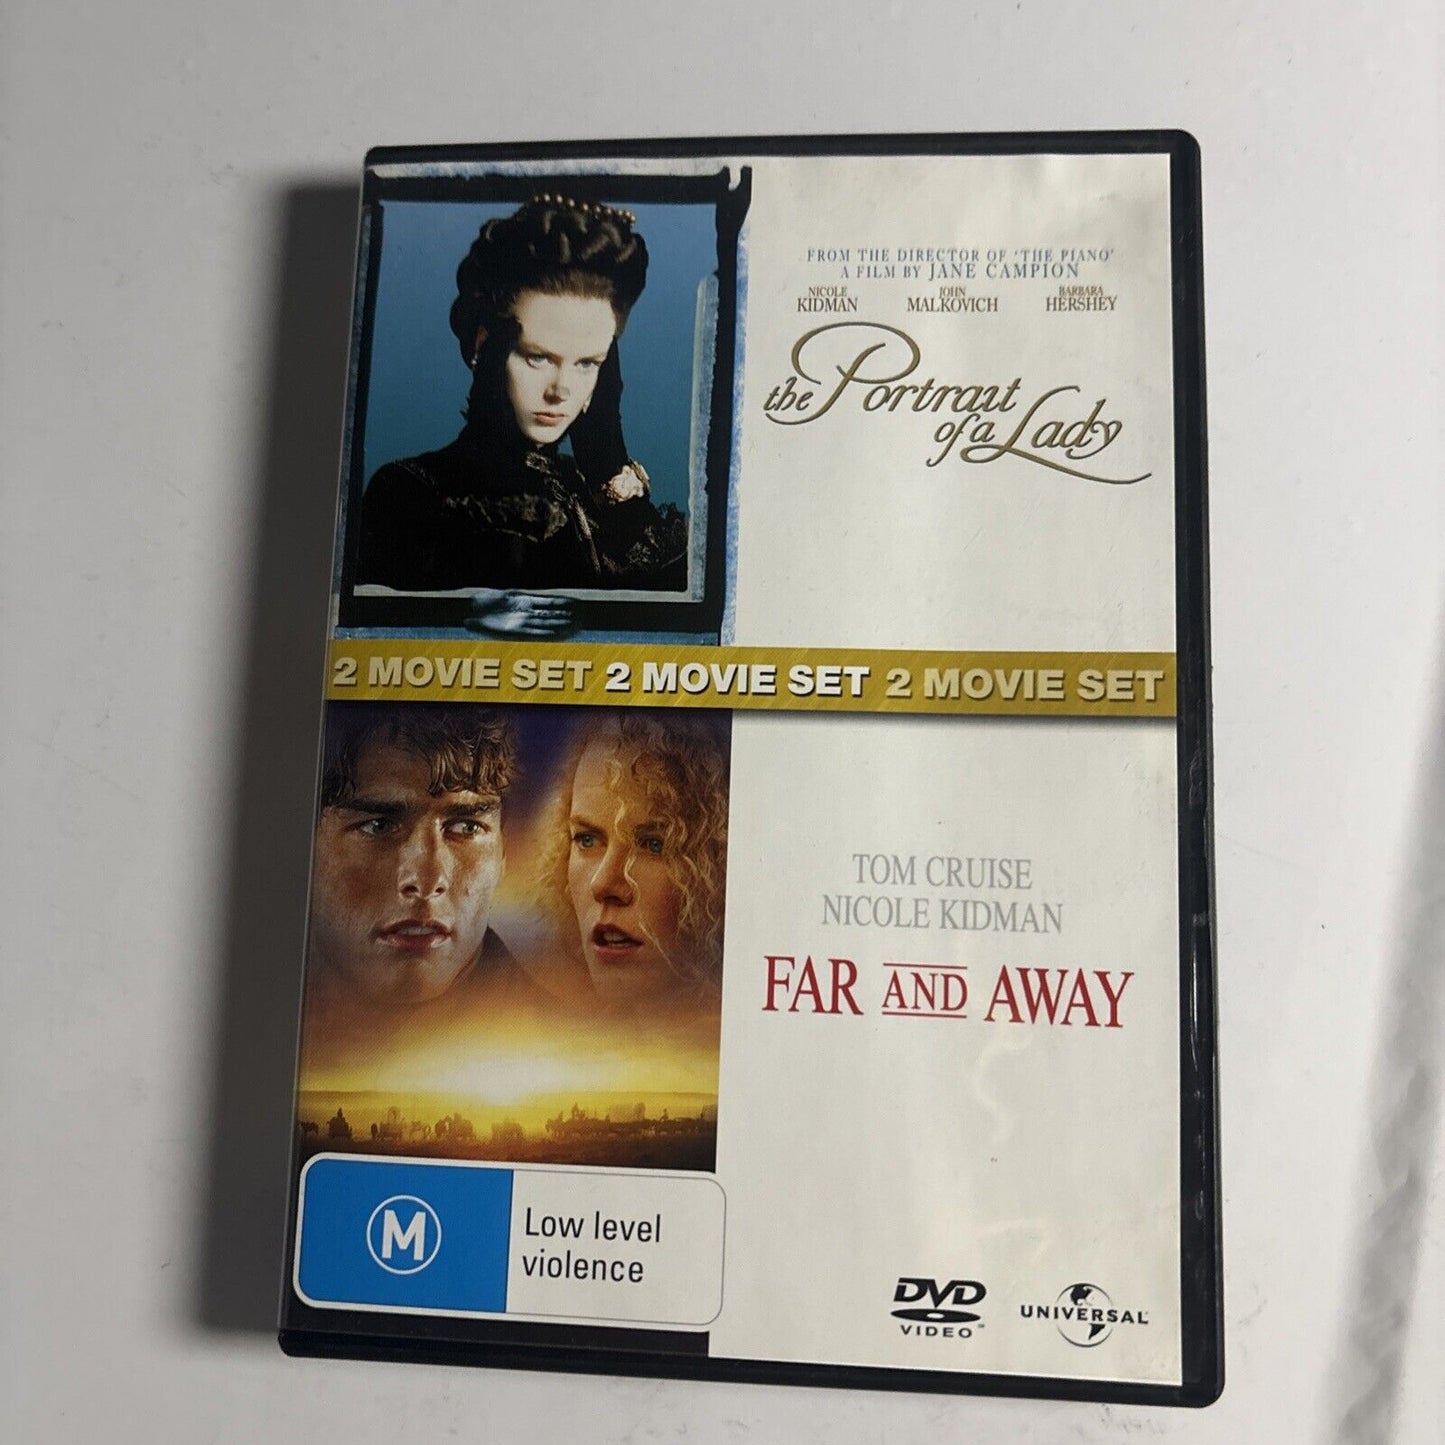 FROM THE DIRECTOR OF 'THE PIANO'
A FILM BY JANE CAMPION
NICOLE KIDMAN
JOHN MALKOVICH
BARBARA HERSHEY
the Portrait
of a Lady
2 MOVIE SET 2 MOVIE SET 2 MOVIE SET
TOM CRUISE
NICOLE KIDMAN
FAR AND AWAY
M
Low level
violence
DVD
VIDEO™
UNIVERSAL